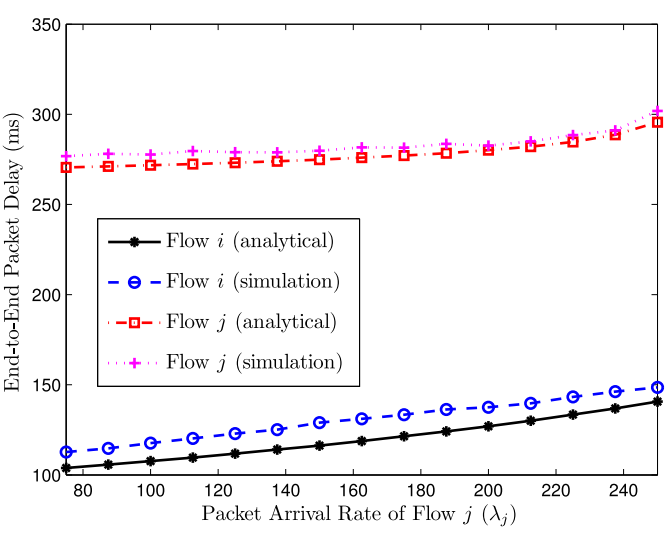 350
300
250
200
150
100
End-to-End Packet Delay (ms)
Flow i (analytical)
Flow i (simulation)
Flow j (analytical)
Flow j (simulation)
80 100 120 140 160 180 200 220 240
Packet Arrival Rate of Flow j (λj)